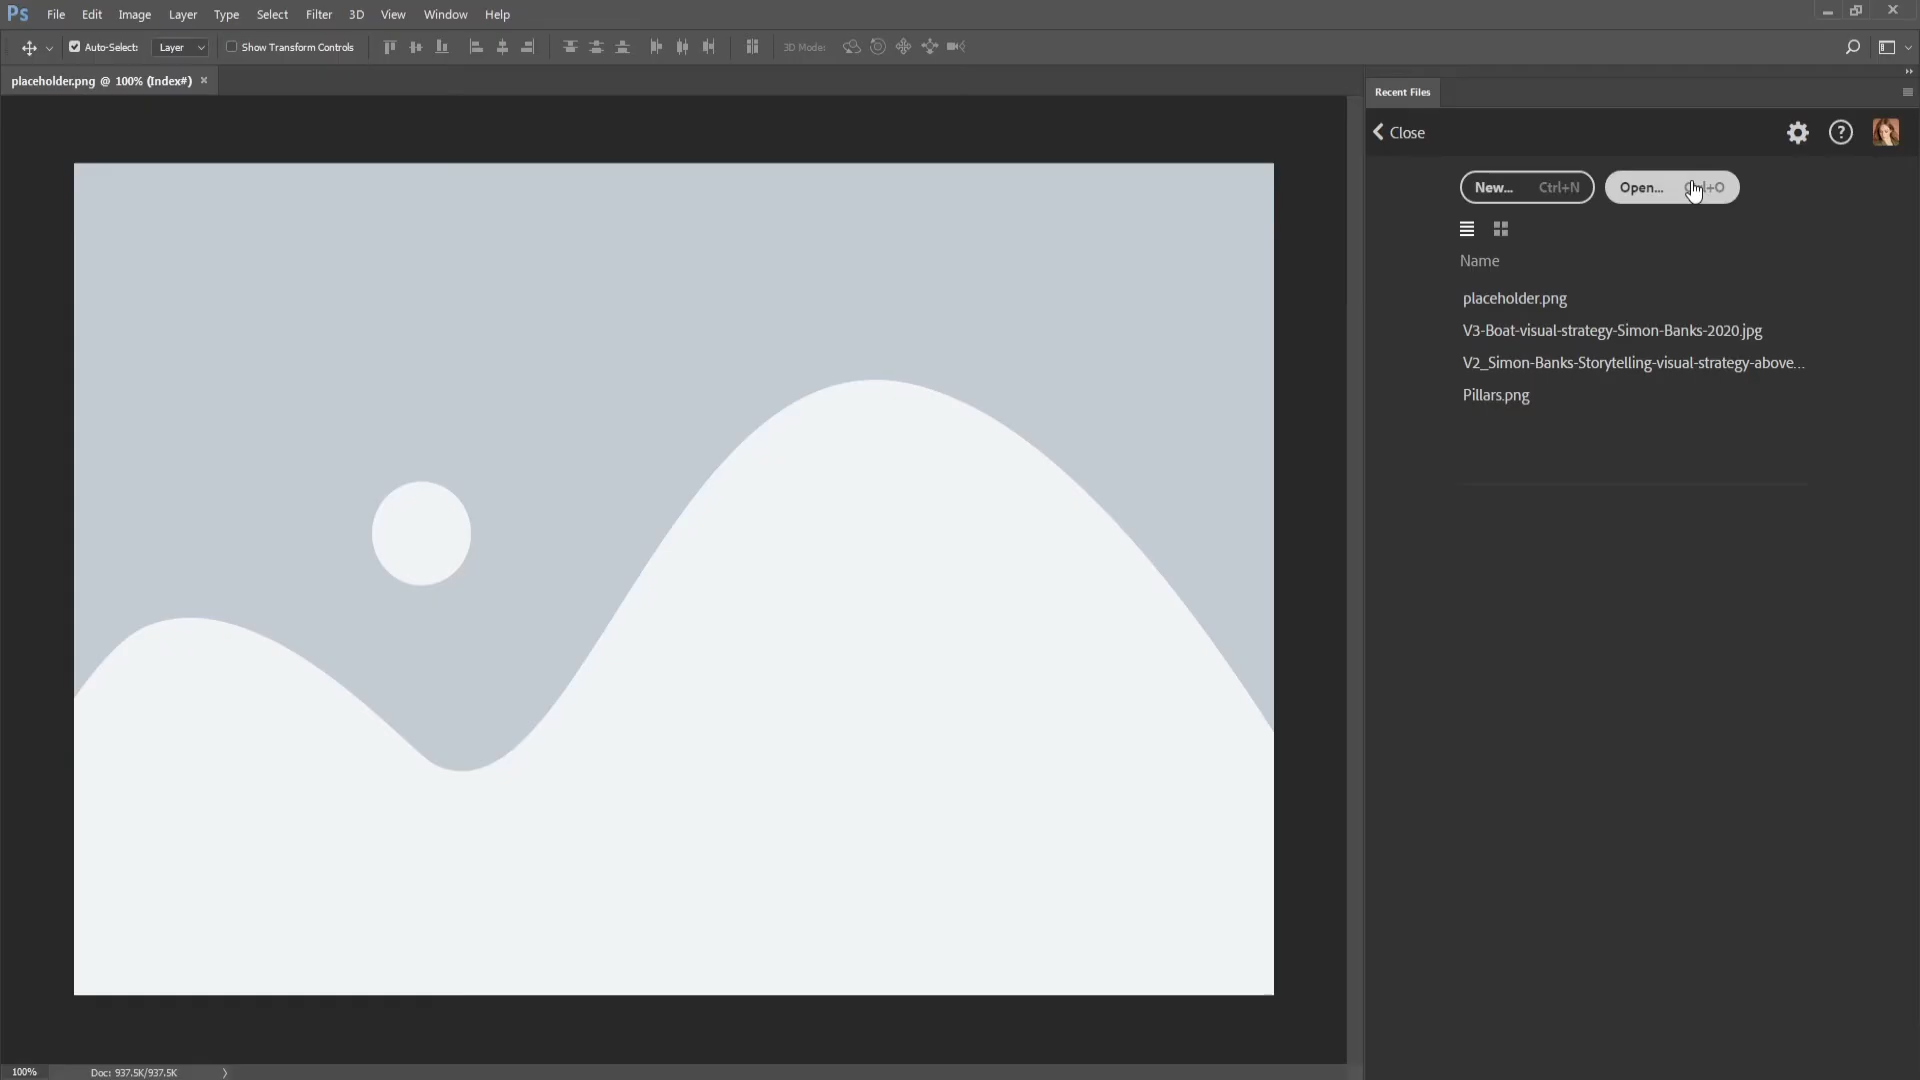 Ps File Edit Image Layer Type Select Filter 3D View Window Help
Auto-Select: Layer Show Transform Controls 3D Mode:
placeholder.png @ 100% (Index#) ×
Recent Files
Close
New... Ctrl+N Open...
Name
placeholder.png
V3-Boat-visual-strategy-Simon-Banks-2020.jpg
V2_Simon-Banks-Storytelling-visual-strategy-above...
Pillars.png
100% Doc: 937.5K/937.5K